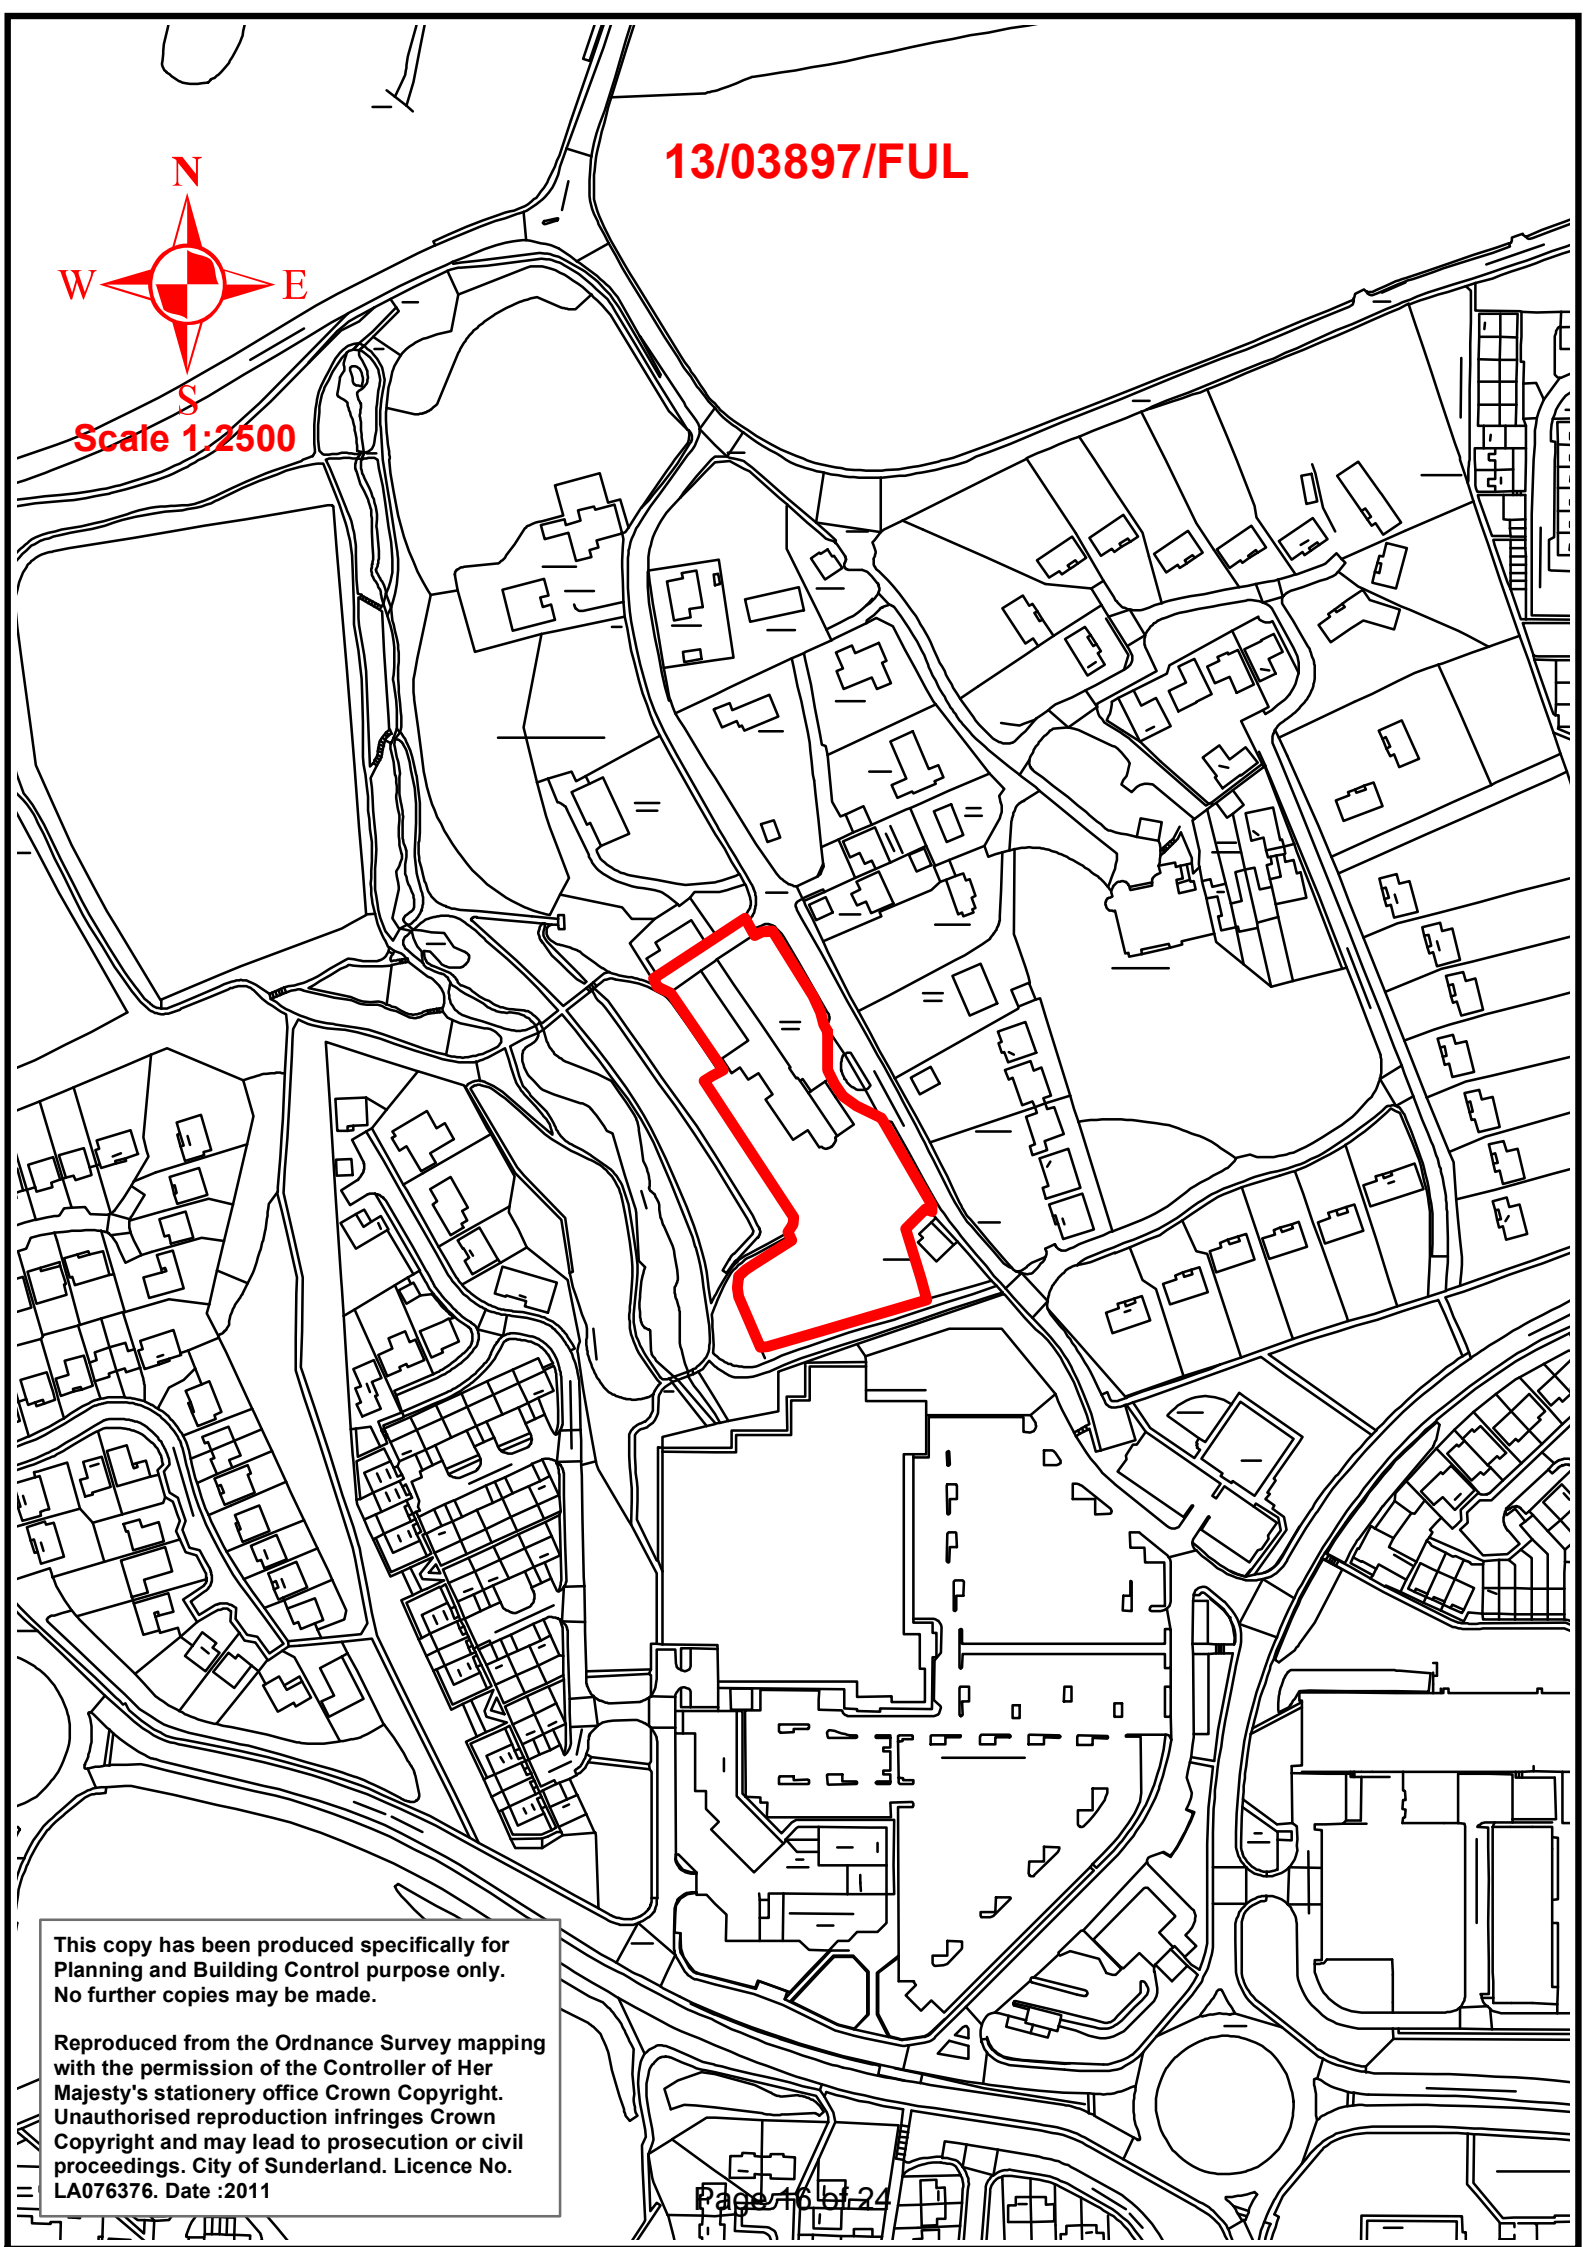 13/03897/FUL
N
W E
S
Scale 1:2500
This copy has been produced specifically for
Planning and Building Control purpose only.
No further copies may be made.
Reproduced from the Ordnance Survey mapping
with the permission of the Controller of Her
Majesty's stationery office Crown Copyright.
Unauthorised reproduction infringes Crown
Copyright and may lead to prosecution or civil
proceedings. City of Sunderland. Licence No.
LA076376. Date :2011
Page 16 of 24